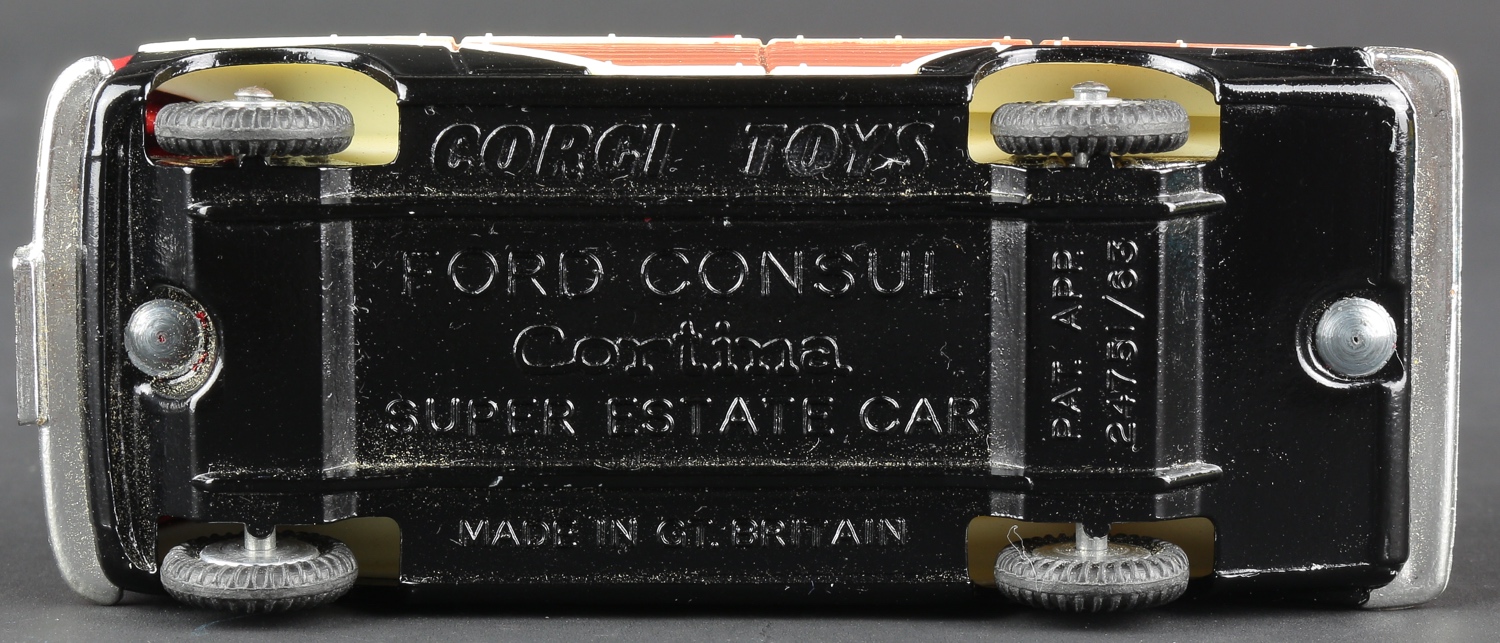 CORGI TOYS
FORD CONSUL
Cortina
SUPER ESTATE CAR
MADE IN GT. BRITAIN
PAT. APP.
24751/63